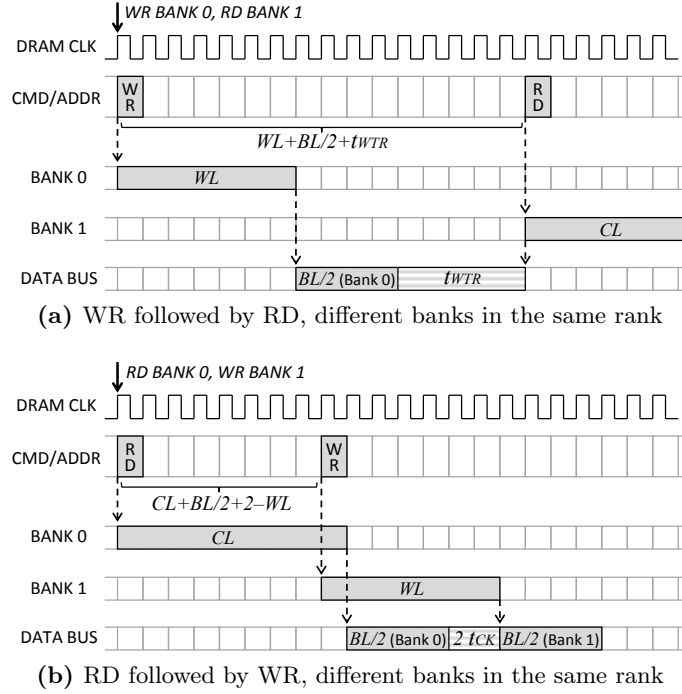 WR BANK 0, RD BANK 1
DRAM CLK
CMD/ADDR WR RD
WL+BL/2+tWTR
BANK 0 WL
BANK 1 CL
DATA BUS BL/2 (Bank 0) tWTR
(a) WR followed by RD, different banks in the same rank
RD BANK 0, WR BANK 1
DRAM CLK
CMD/ADDR RD WR
CL+BL/2+2–WL
BANK 0 CL
BANK 1 WL
DATA BUS BL/2 (Bank 0) 2 tCK BL/2 (Bank 1)
(b) RD followed by WR, different banks in the same rank